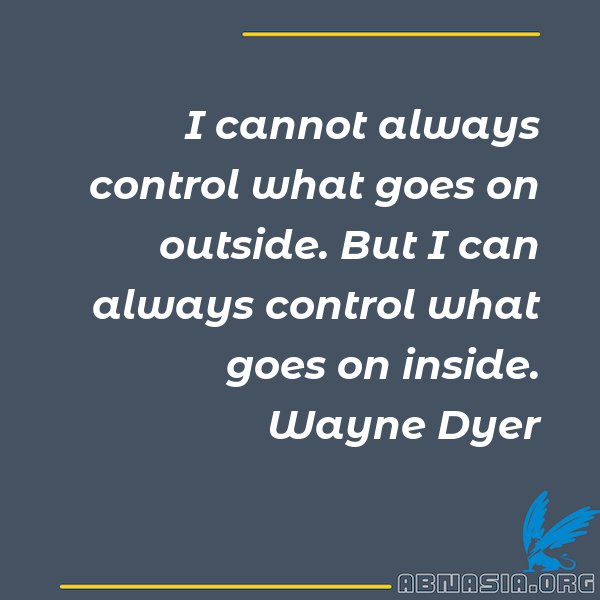 I cannot always
control what goes on
outside. But I can
always control what
goes on inside.
Wayne Dyer
ABNASIA.ORG